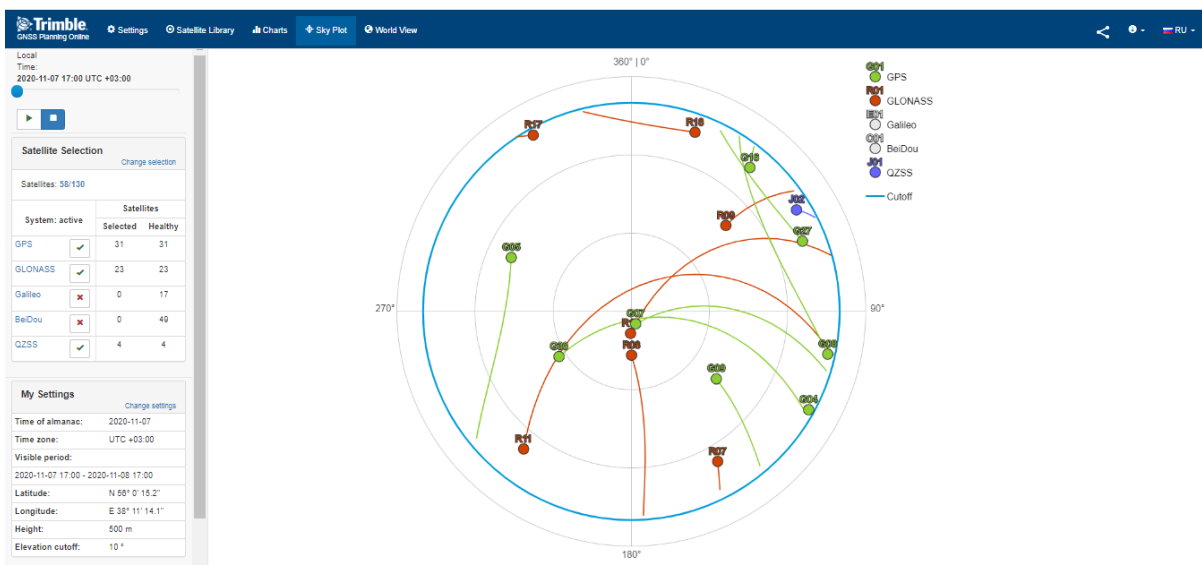 Trimble.
GNSS Planning Online
Settings
Satellite Library
Charts
Sky Plot
World View
RU
Local
Time:
2020-11-07 17:00 UTC +03:00
Satellite Selection
Change selection
Satellites: 58/130
System: active
Satellites
Selected Healthy
GPS 31 31
GLONASS 23 23
Galileo 0 17
BeiDou 0 49
QZSS 4 4
My Settings
Change settings
Time of almanac: 2020-11-07
Time zone: UTC +03:00
Visible period:
2020-11-07 17:00 - 2020-11-08 17:00
Latitude: N 56° 0' 15.2"
Longitude: E 38° 11' 14.1"
Height: 500 m
Elevation cutoff: 10 °
360° | 0°
R17
R16
G16
J02
R09
G27
G05
270°
90°
G07
R06
G08
G09
G04
R11
R07
180°
G01
GPS
R01
GLONASS
E01
Galileo
C01
BeiDou
J01
QZSS
Cutoff